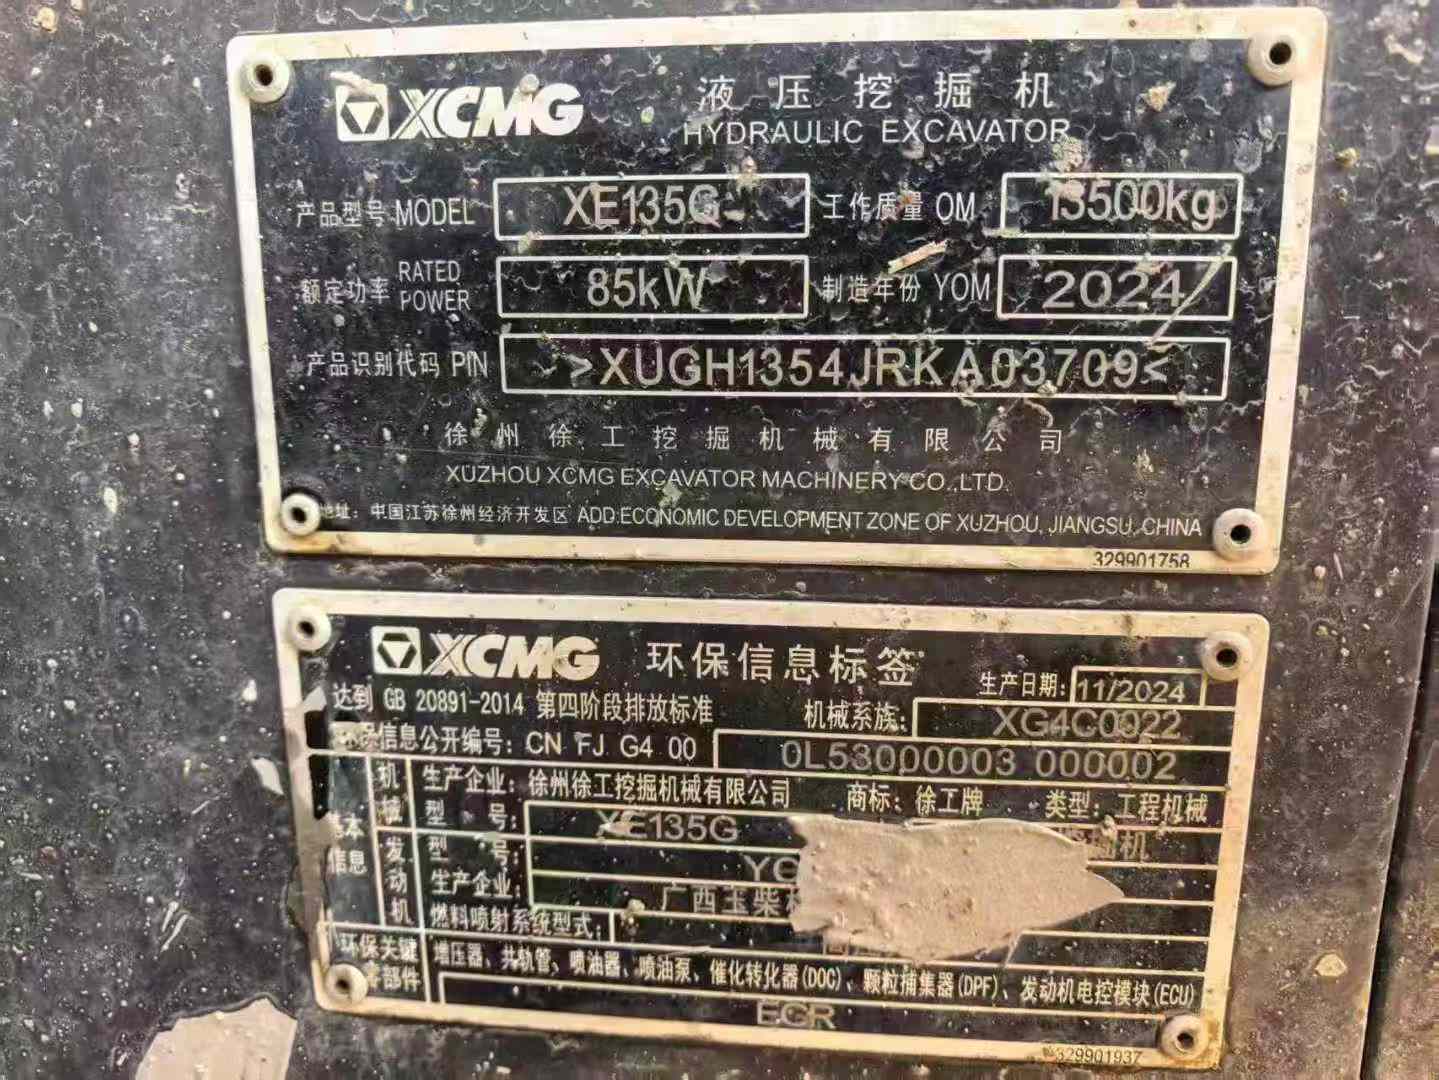 XCMG
液压挖掘机
HYDRAULIC EXCAVATOR
产品型号 MODEL XE135G 工作质量 OM 13500kg
额定功率 RATED POWER 85kW 制造年份 YOM 2024
产品识别代码 PIN >XUGH1354JRKA03709<
徐州徐工挖掘机械有限公司
XUZHOU XCMG EXCAVATOR MACHINERY CO.,LTD.
地址：中国江苏徐州经济开发区 ADD:ECONOMIC DEVELOPMENT ZONE OF XUZHOU, JIANGSU, CHINA
329901758
XCMG 环保信息标签
生产日期：11/2024
达到 GB 20891-2014 第四阶段排放标准
机械系族：XG4C0022
环保信息公开编号：CN FJ G4 00 0L53000003 000002
基本信息
机械
生产企业：徐州徐工挖掘机械有限公司 商标：徐工牌 类型：工程机械
型号：XE135G
掘机
发动机
型号：YC
生产企业：广西玉柴
燃料喷射系统型式：
环保关键零部件
增压器、共轨管、喷油器、喷油泵、催化转化器(DOC)、颗粒捕集器(DPF)、发动机电控模块(ECU)
EGR
329901937